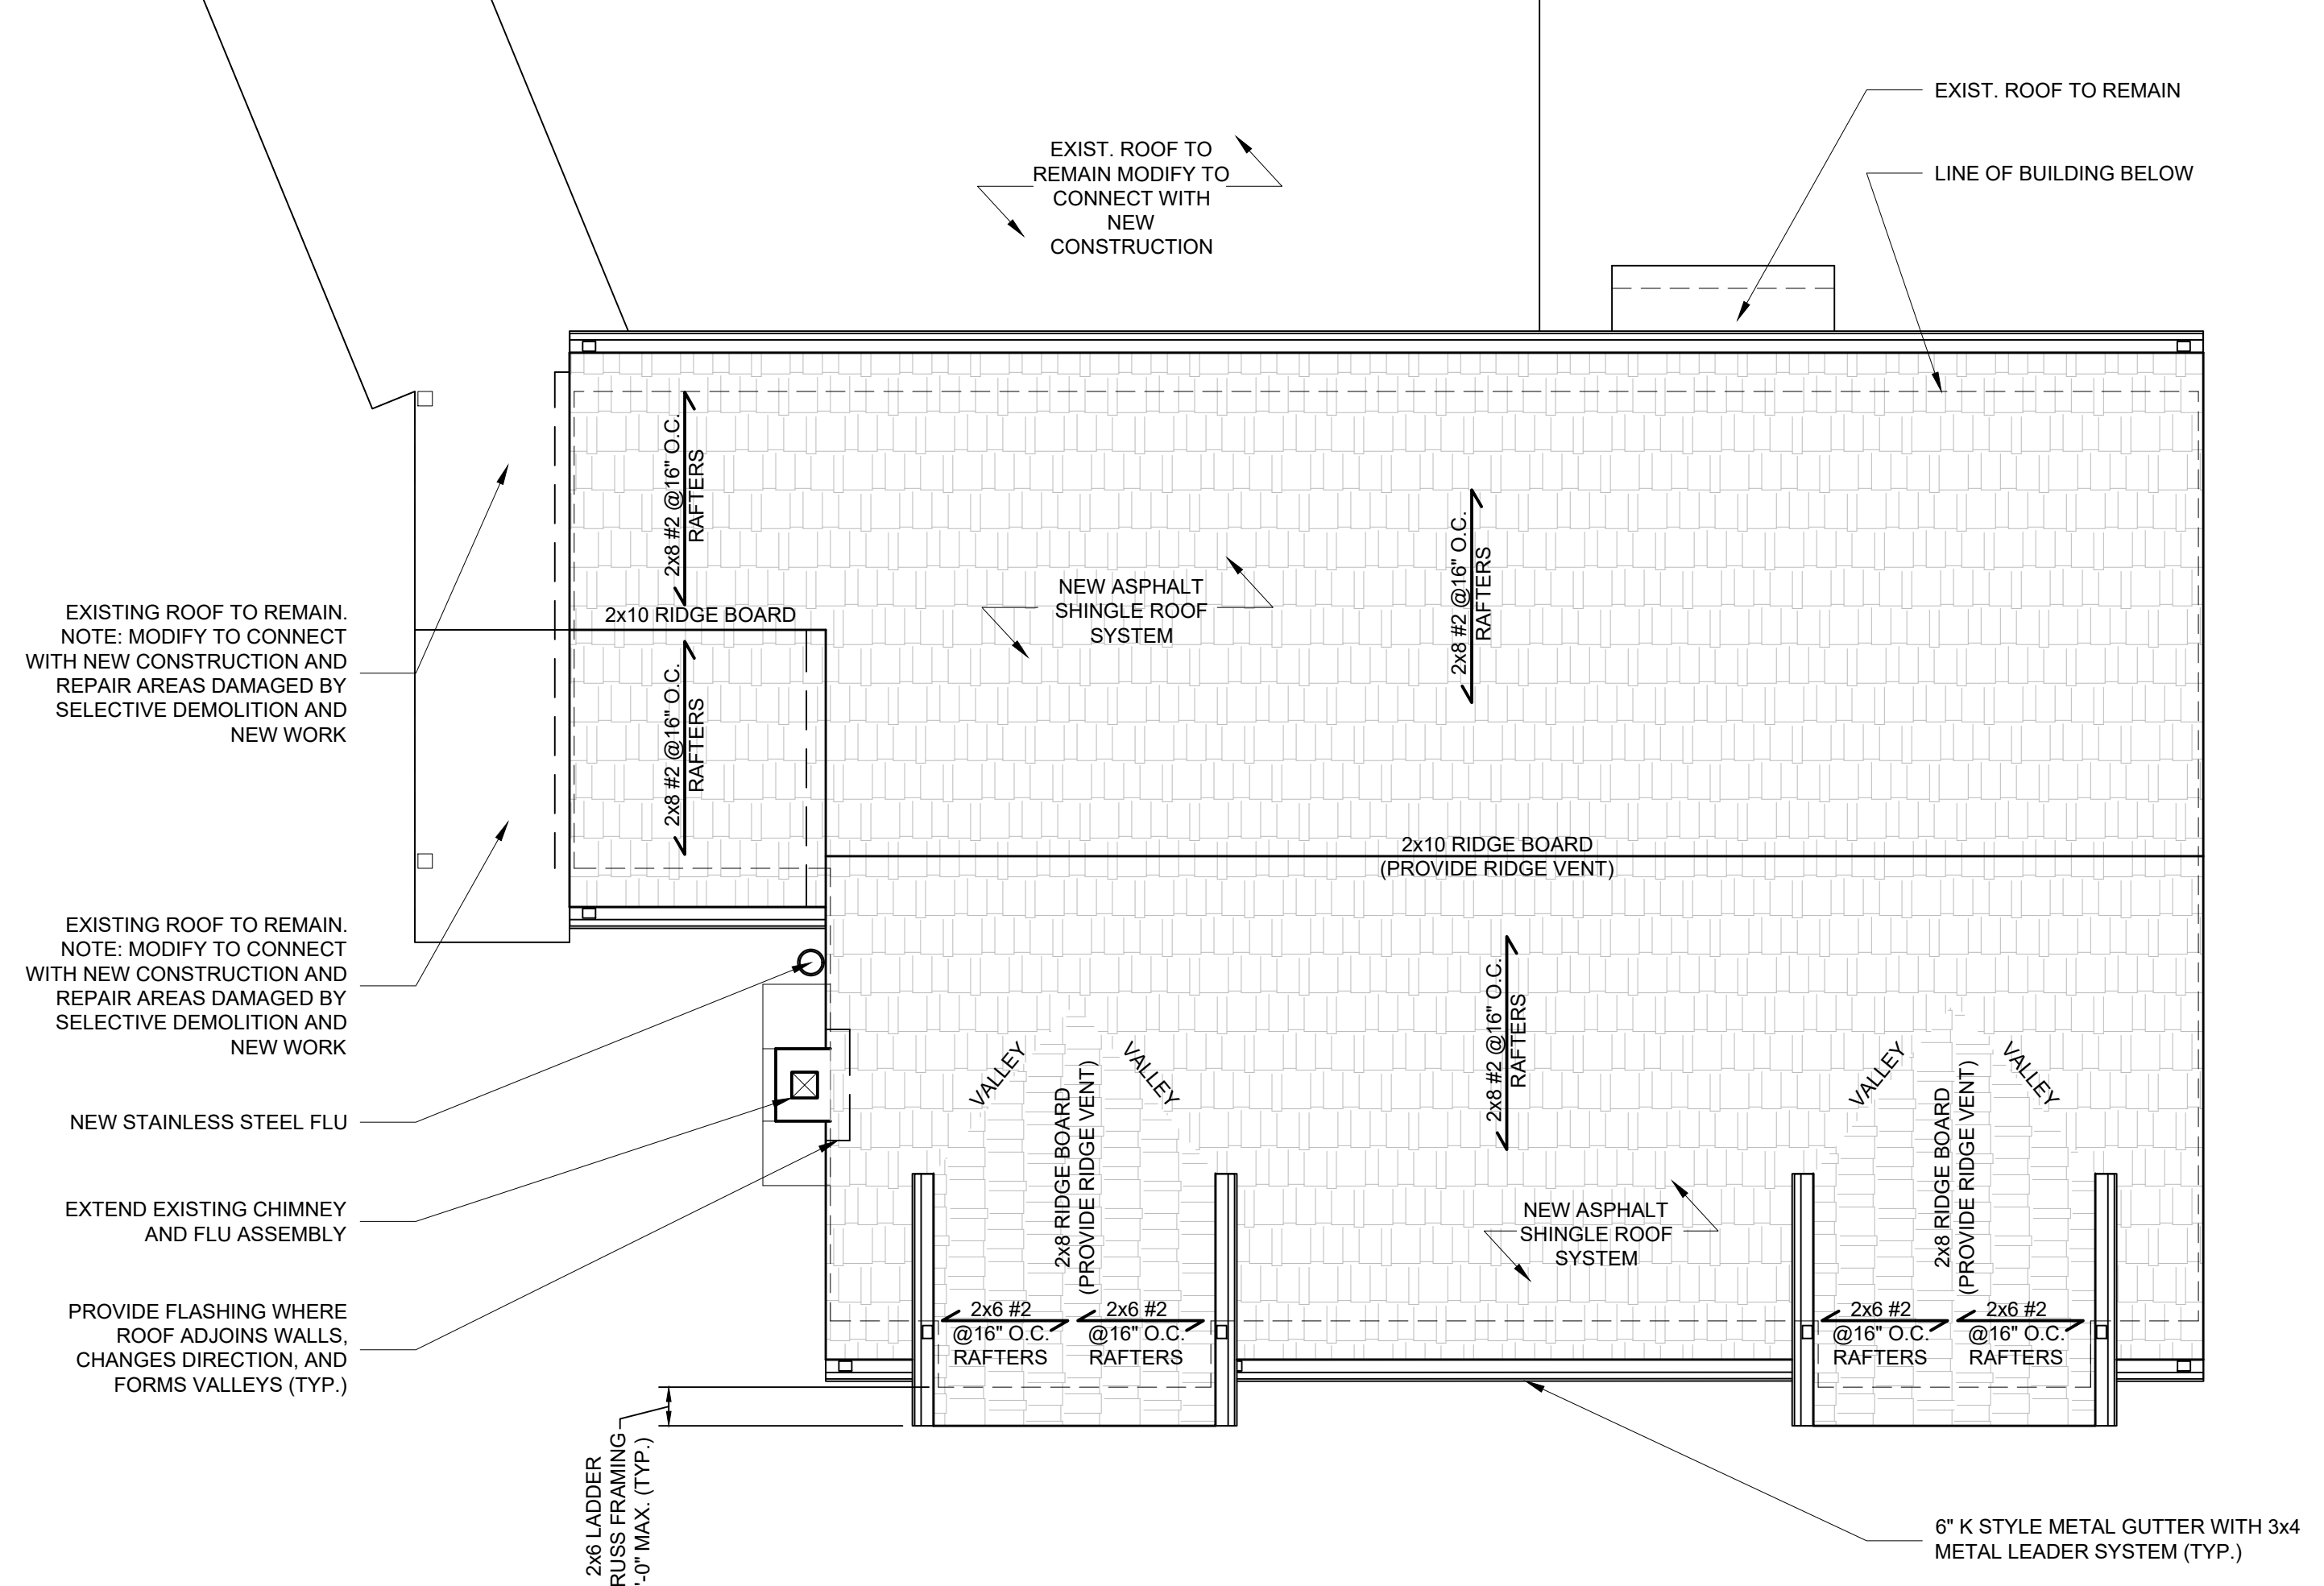 EXIST. ROOF TO REMAIN
LINE OF BUILDING BELOW
EXIST. ROOF TO
REMAIN MODIFY TO
CONNECT WITH
NEW
CONSTRUCTION
2x8 #2 @16" O.C.
RAFTERS
2x10 RIDGE BOARD
2x8 #2 @16" O.C.
RAFTERS
NEW ASPHALT
SHINGLE ROOF
SYSTEM
2x8 #2 @16" O.C.
RAFTERS
EXISTING ROOF TO REMAIN.
NOTE: MODIFY TO CONNECT
WITH NEW CONSTRUCTION AND
REPAIR AREAS DAMAGED BY
SELECTIVE DEMOLITION AND
NEW WORK
2x10 RIDGE BOARD
(PROVIDE RIDGE VENT)
EXISTING ROOF TO REMAIN.
NOTE: MODIFY TO CONNECT
WITH NEW CONSTRUCTION AND
REPAIR AREAS DAMAGED BY
SELECTIVE DEMOLITION AND
NEW WORK
2x8 #2 @16" O.C.
RAFTERS
VALLEY
VALLEY
2x8 RIDGE BOARD
(PROVIDE RIDGE VENT)
VALLEY
VALLEY
2x8 RIDGE BOARD
(PROVIDE RIDGE VENT)
NEW STAINLESS STEEL FLU
EXTEND EXISTING CHIMNEY
AND FLU ASSEMBLY
NEW ASPHALT
SHINGLE ROOF
SYSTEM
PROVIDE FLASHING WHERE
ROOF ADJOINS WALLS,
CHANGES DIRECTION, AND
FORMS VALLEYS (TYP.)
2x6 #2
@16" O.C.
RAFTERS
2x6 #2
@16" O.C.
RAFTERS
2x6 #2
@16" O.C.
RAFTERS
2x6 #2
@16" O.C.
RAFTERS
2x6 LADDER
RUSS FRAMING
'-0" MAX. (TYP.)
6" K STYLE METAL GUTTER WITH 3x4
METAL LEADER SYSTEM (TYP.)